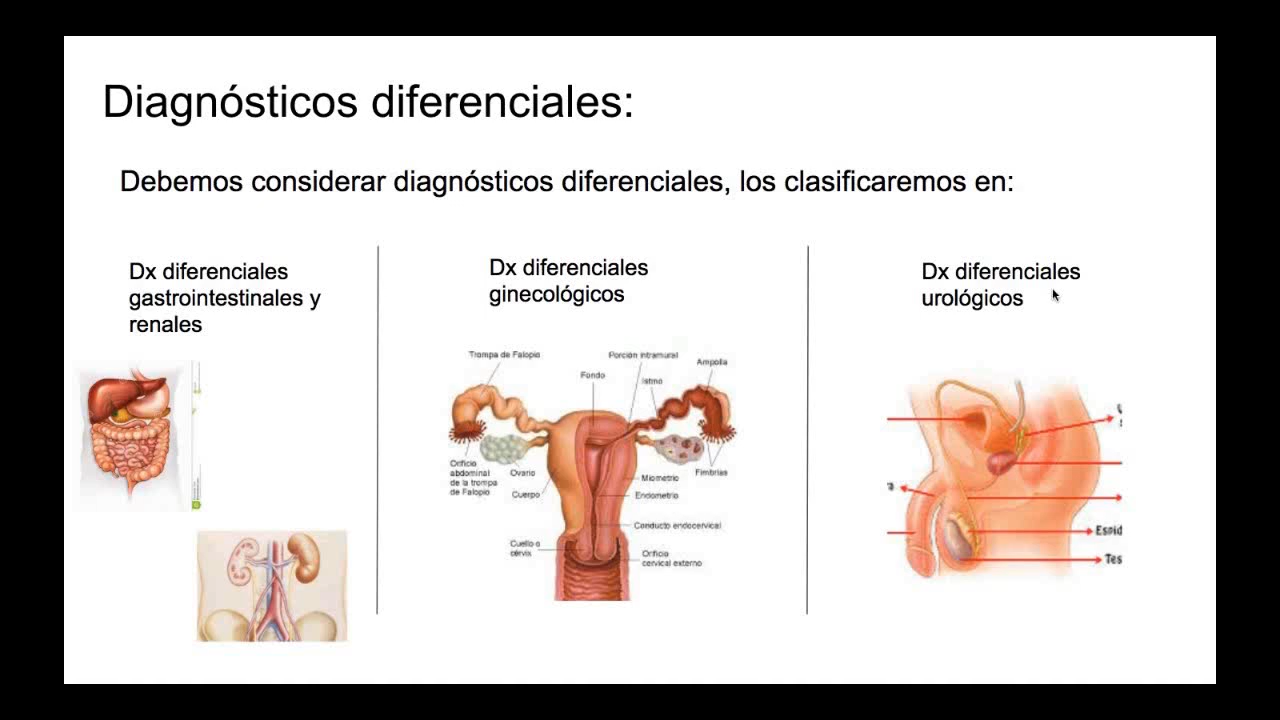 Diagnósticos diferenciales:
Debemos considerar diagnósticos diferenciales, los clasificaremos en:
Dx diferenciales
gastrointestinales y
renales
Dx diferenciales
ginecológicos
Trompa de Falopio
Porción intramural
Ampolla
Fondo
Istmo
Orificio
abdominal
de la trompa
de Falopio
Ovario
Cuerpo
Fimbrias
Miometrio
Endometrio
Conducto endocervical
Cuello o
cérvix
Orificio
cervical externo
Dx diferenciales
urológicos
Espid
Tes